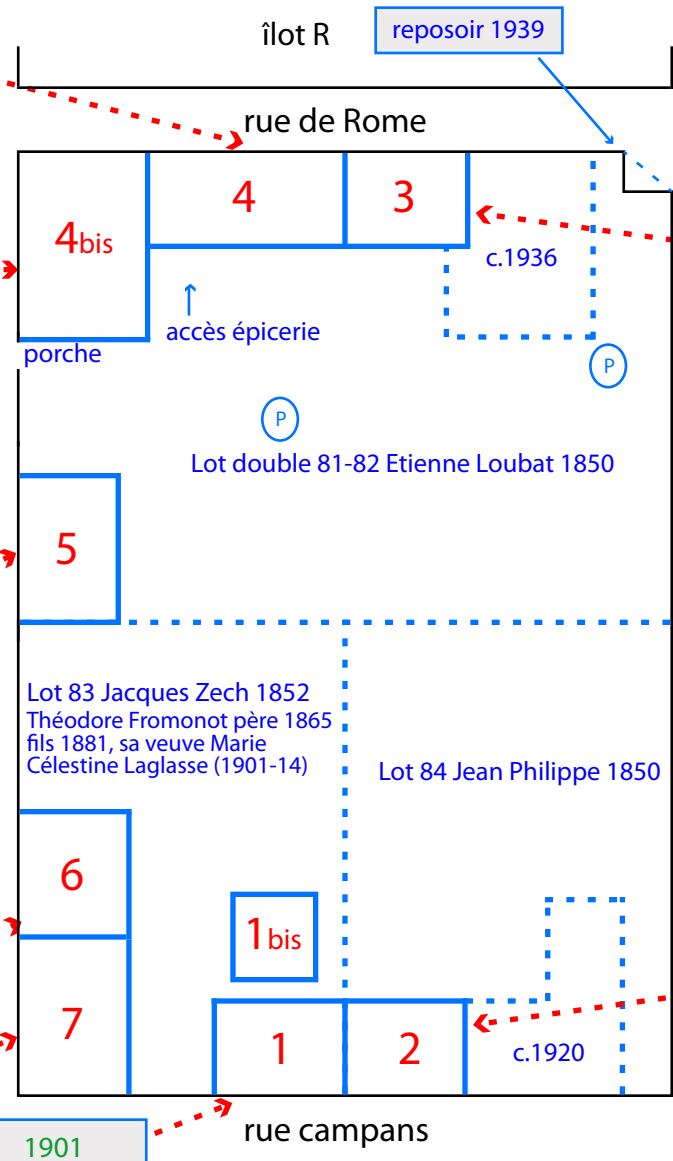 îlot R
reposoir 1939
rue de Rome
4bis
4
3
c.1936
accès épicerie
porche
P
P
Lot double 81-82 Etienne Loubat 1850
5
Lot 83 Jacques Zech 1852
Théodore Fromonot père 1865
fils 1881, sa veuve Marie
Célestine Laglasse (1901-14)
Lot 84 Jean Philippe 1850
6
1bis
7
1
2
c.1920
rue campans
1901